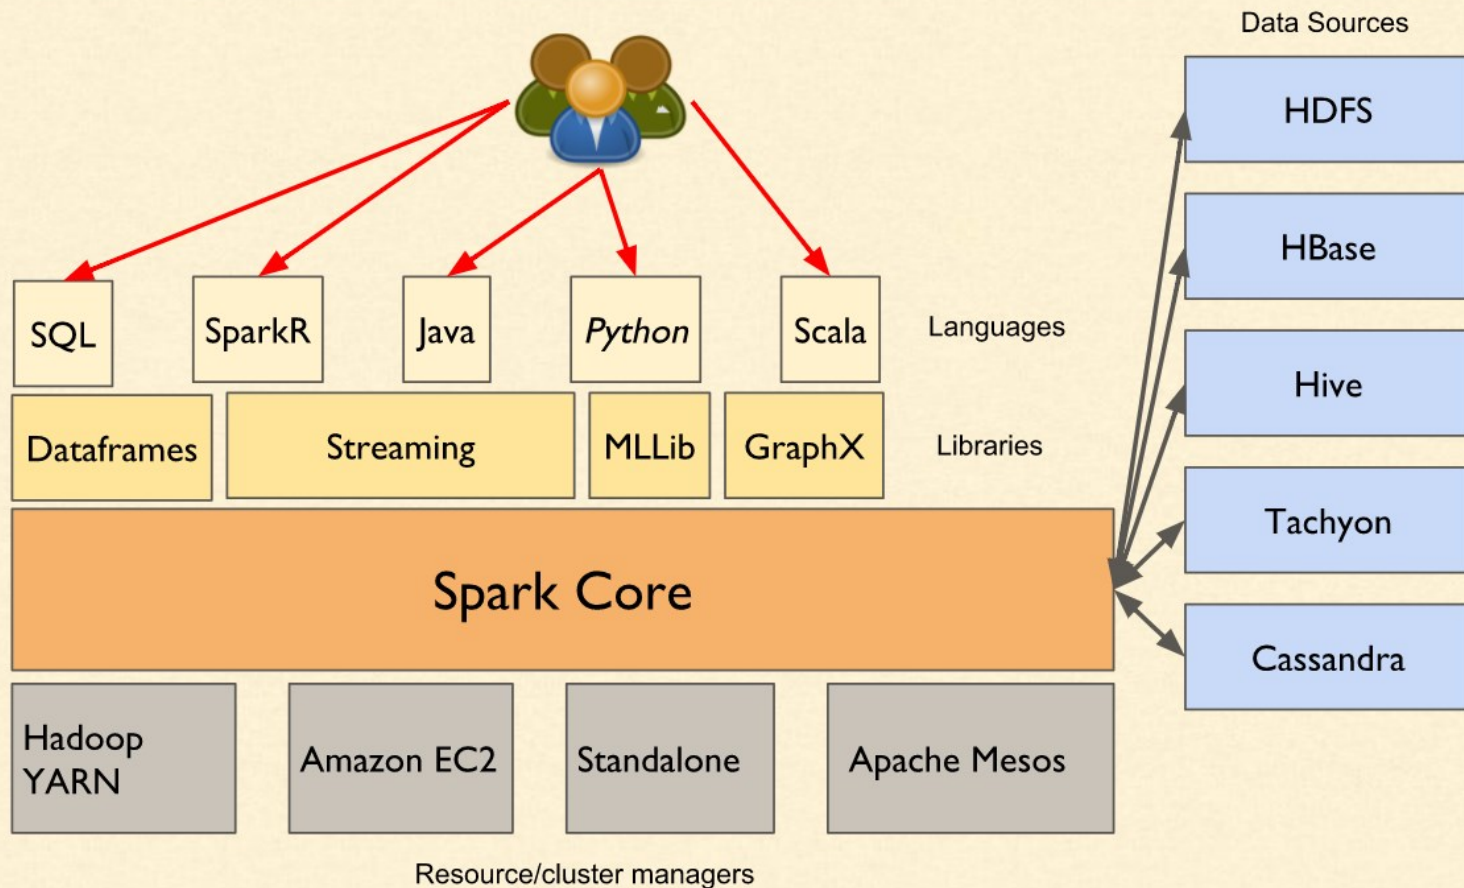 Data Sources
HDFS
HBase
Hive
Tachyon
Cassandra
SQL
SparkR
Java
Python
Scala
Languages
Dataframes
Streaming
MLLib
GraphX
Libraries
Spark Core
Hadoop
YARN
Amazon EC2
Standalone
Apache Mesos
Resource/cluster managers